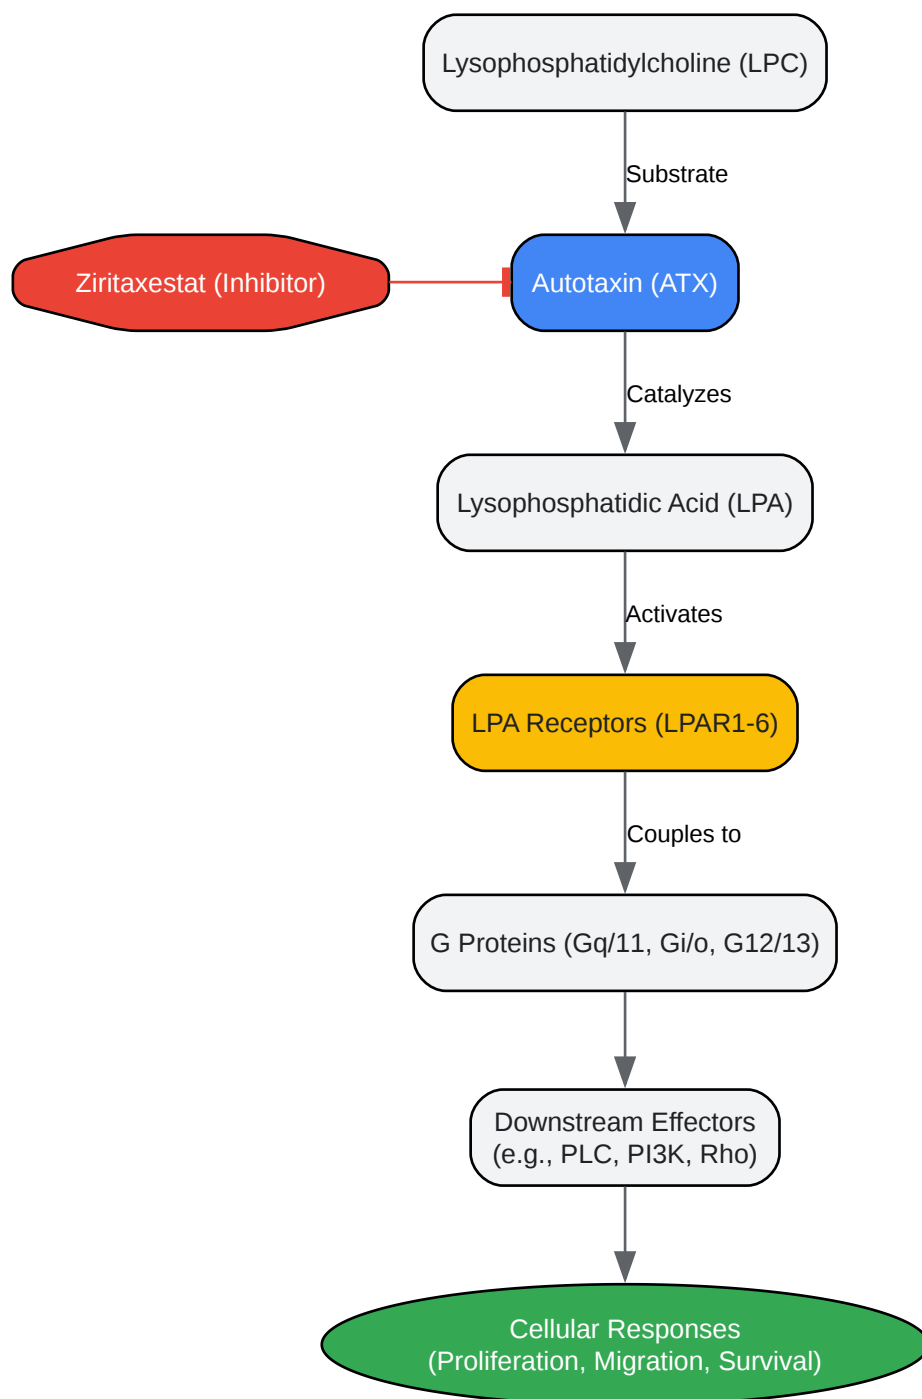 Lysophosphatidylcholine (LPC)
Substrate
Ziritaxestat (Inhibitor)
Autotaxin (ATX)
Catalyzes
Lysophosphatidic Acid (LPA)
Activates
LPA Receptors (LPAR1-6)
Couples to
G Proteins (Gq/11, Gi/o, G12/13)
Downstream Effectors
(e.g., PLC, PI3K, Rho)
Cellular Responses
(Proliferation, Migration, Survival)